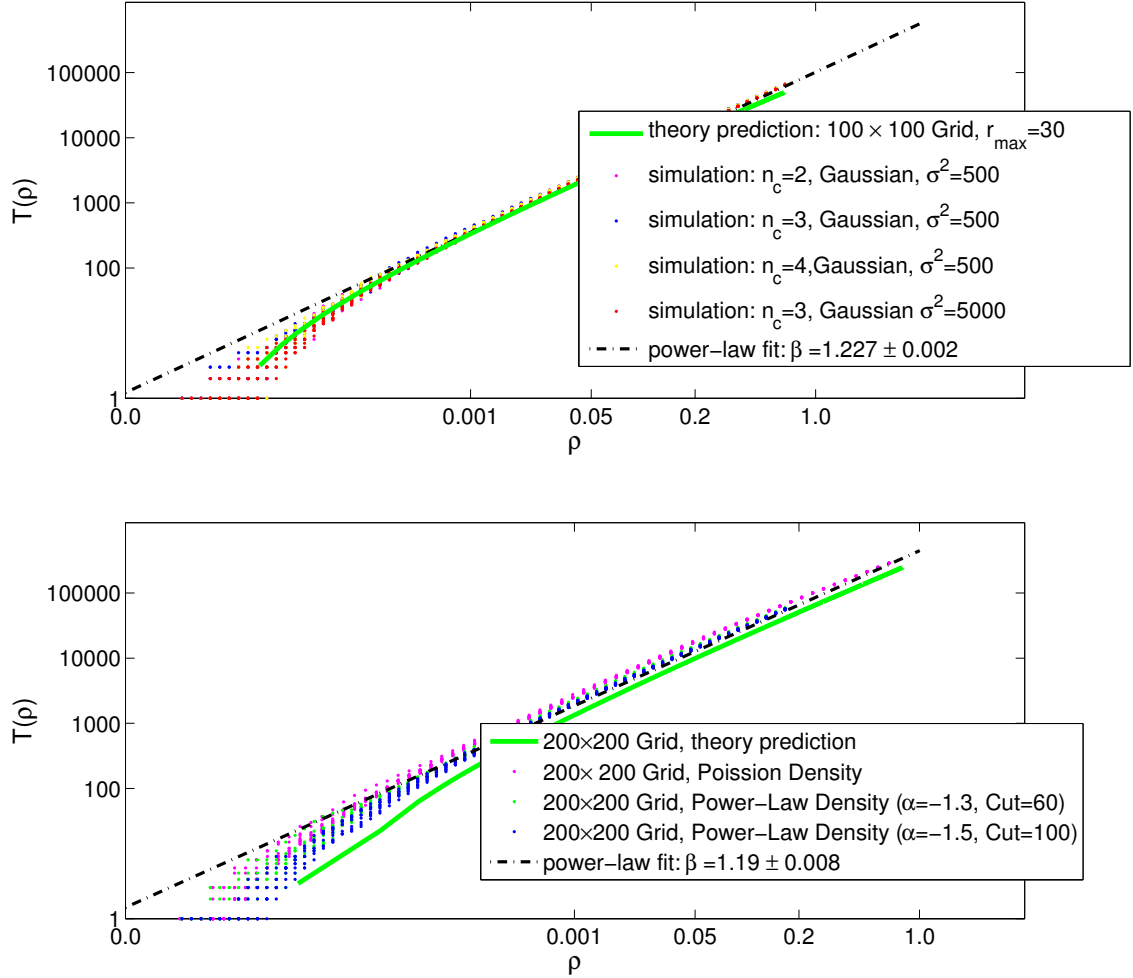 100000
10000
1000
100
1
T(ρ)
theory prediction: 100 × 100 Grid, r_max=30
simulation: n_c=2, Gaussian, σ²=500
simulation: n_c=3, Gaussian, σ²=500
simulation: n_c=4,Gaussian, σ²=500
simulation: n_c=3, Gaussian σ²=5000
power-law fit: β =1.227 ± 0.002
0.0 0.001 0.05 0.2 1.0
ρ
100000
10000
1000
100
1
T(ρ)
200×200 Grid, theory prediction
200× 200 Grid, Poission Density
200×200 Grid, Power-Law Density (α=-1.3, Cut=60)
200×200 Grid, Power-Law Density (α=-1.5, Cut=100)
power-law fit: β =1.19 ± 0.008
0.0 0.001 0.05 0.2 1.0
ρ